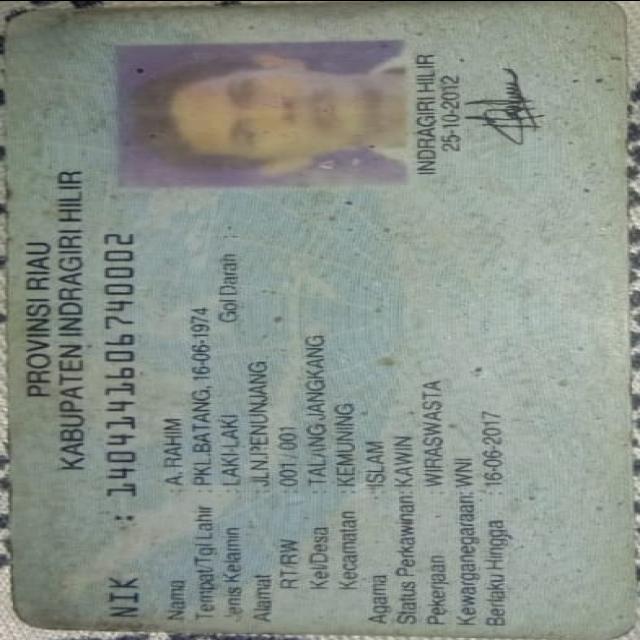 PROVINSI RIAU
KABUPATEN INDRAGIRI HILIR
NIK : 1404141606740002
Nama : A. RAHIM
Tempat/Tgl Lahir : PKL.BATANG, 16-06-1974
Jenis Kelamin : LAKI-LAKI Gol Darah :
Alamat : JLN.PENUNJANG
RT/RW : 001/001
Kel/Desa : TALANG JANGKANG
Kecamatan : KEMUNING
Agama : ISLAM
Status Perkawinan: KAWIN
Pekerjaan : WIRASWASTA
Kewarganegaraan: WNI
Berlaku Hingga : 16-06-2017
INDRAGIRI HILIR
25-10-2012